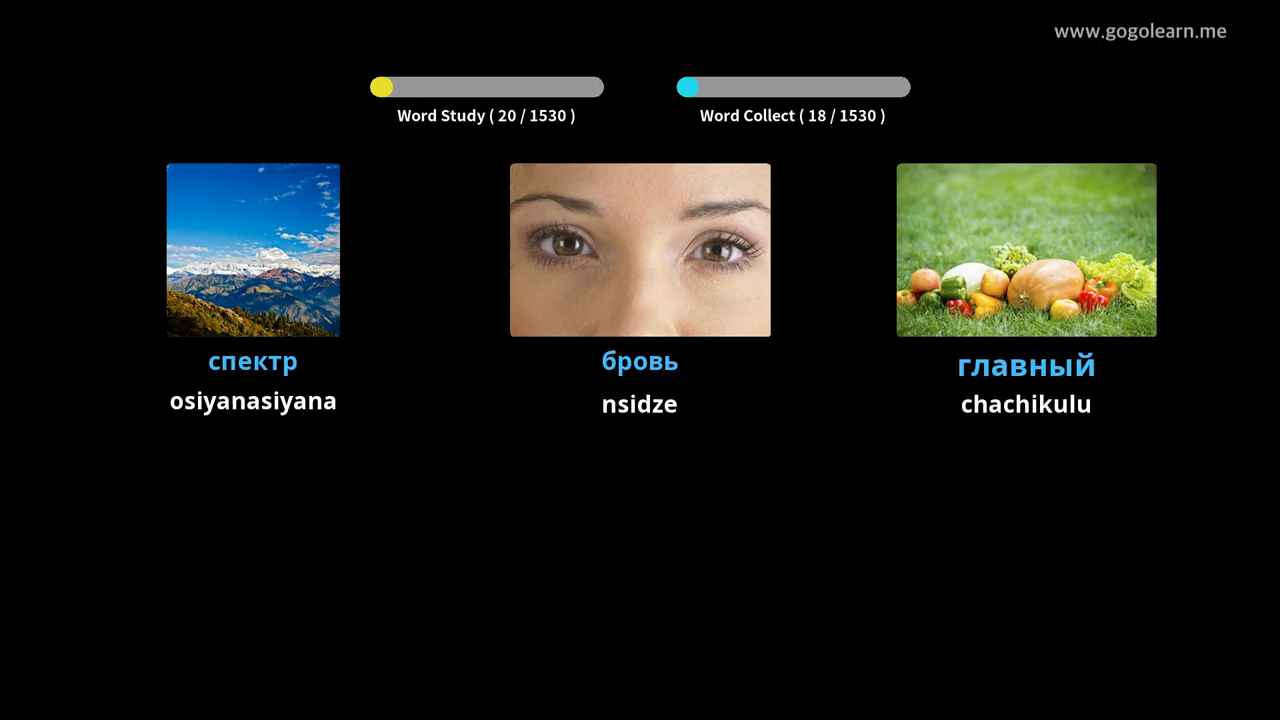 www.gogolearn.me
Word Study ( 20 / 1530 )
Word Collect ( 18 / 1530 )
спектр
бровь
главный
osiyanasiyana
nsidze
chachikulu